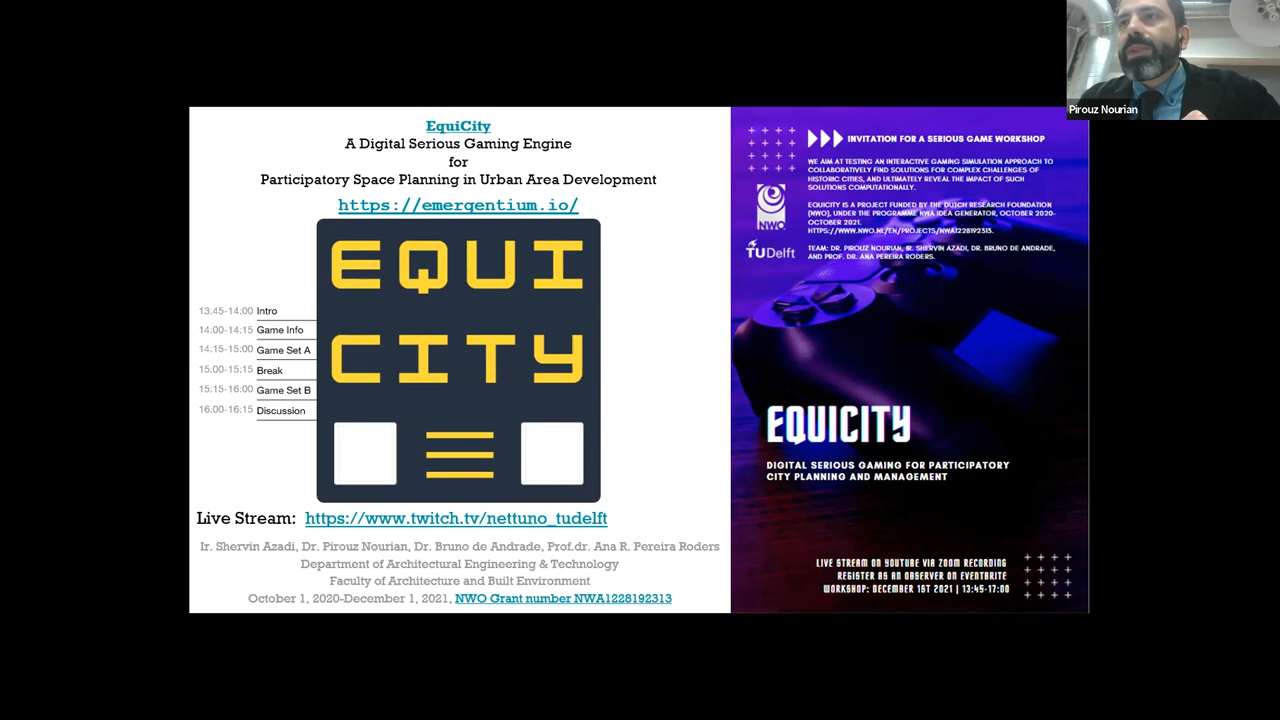 Pirouz Nourian
EquiCity
A Digital Serious Gaming Engine
for
Participatory Space Planning in Urban Area Development
https://emergentium.io/
EQUI
CITY
13:45-14:00 Intro
14:00-14:15 Game Info
14:15-15:00 Game Set A
15:00-15:15 Break
15:15-16:00 Game Set B
16:00-16:15 Discussion
Live Stream: https://www.twitch.tv/nettuno_tudelft
Ir. Shervin Azadi, Dr. Pirouz Nourian, Dr. Bruno de Andrade, Prof.dr. Ana R. Pereira Roders
Department of Architectural Engineering & Technology
Faculty of Architecture and Built Environment
October 1, 2020-December 1, 2021, NWO Grant number NWA1228192313
INVITATION FOR A SERIOUS GAME WORKSHOP
WE AIM AT TESTING AN INTERACTIVE GAMING SIMULATION APPROACH TO
COLLABORATIVELY FIND SOLUTIONS FOR COMPLEX CHALLENGES OF
HISTORIC CITIES, AND ULTIMATELY REVEAL THE IMPACT OF SUCH
SOLUTIONS COMPUTATIONALLY.
EQUICITY IS A PROJECT FUNDED BY THE DUTCH RESEARCH FOUNDATION
(NWO), UNDER THE PROGRAMME NWA IDEA GENERATOR, OCTOBER 2020-
OCTOBER 2021.
HTTPS://WWW.NWO.NL/EN/PROJECTS/NWA1228192313.
TEAM: DR. PIROUZ NOURIAN, IR. SHERVIN AZADI, DR. BRUNO DE ANDRADE,
AND PROF. DR. ANA PEREIRA RODERS.
NWO
TUDelft
EQUICITY
DIGITAL SERIOUS GAMING FOR PARTICIPATORY
CITY PLANNING AND MANAGEMENT
LIVE STREAM ON YOUTUBE VIA ZOOM RECORDING
REGISTER AS AN OBSERVER ON EVENTBRITE
WORKSHOP: DECEMBER 1ST 2021 | 13:45-17:00